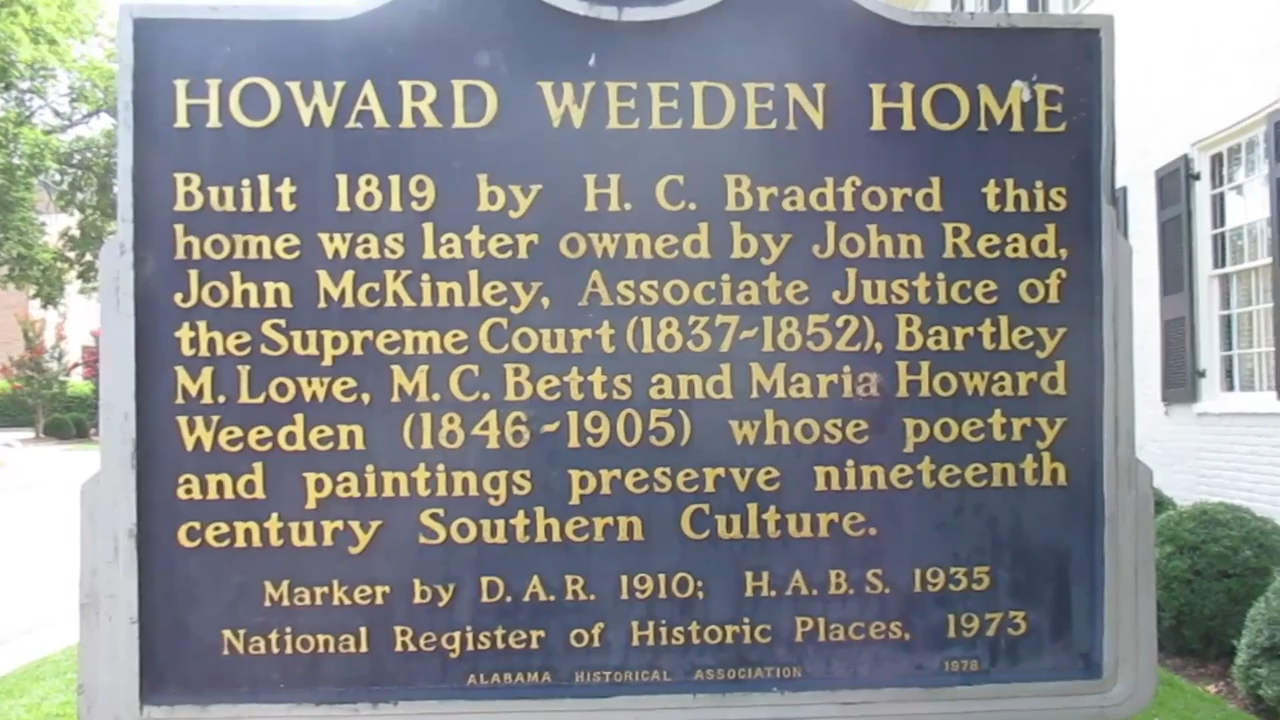 HOWARD WEEDEN HOME
Built 1819 by H. C. Bradford this
home was later owned by John Read,
John McKinley, Associate Justice of
the Supreme Court (1837~1852), Bartley
M. Lowe, M. C. Betts and Maria Howard
Weeden (1846~1905) whose poetry
and paintings preserve nineteenth
century Southern Culture.
Marker by D. A. R. 1910; H. A. B. S. 1935
National Register of Historic Places, 1973
ALABAMA HISTORICAL ASSOCIATION 1978